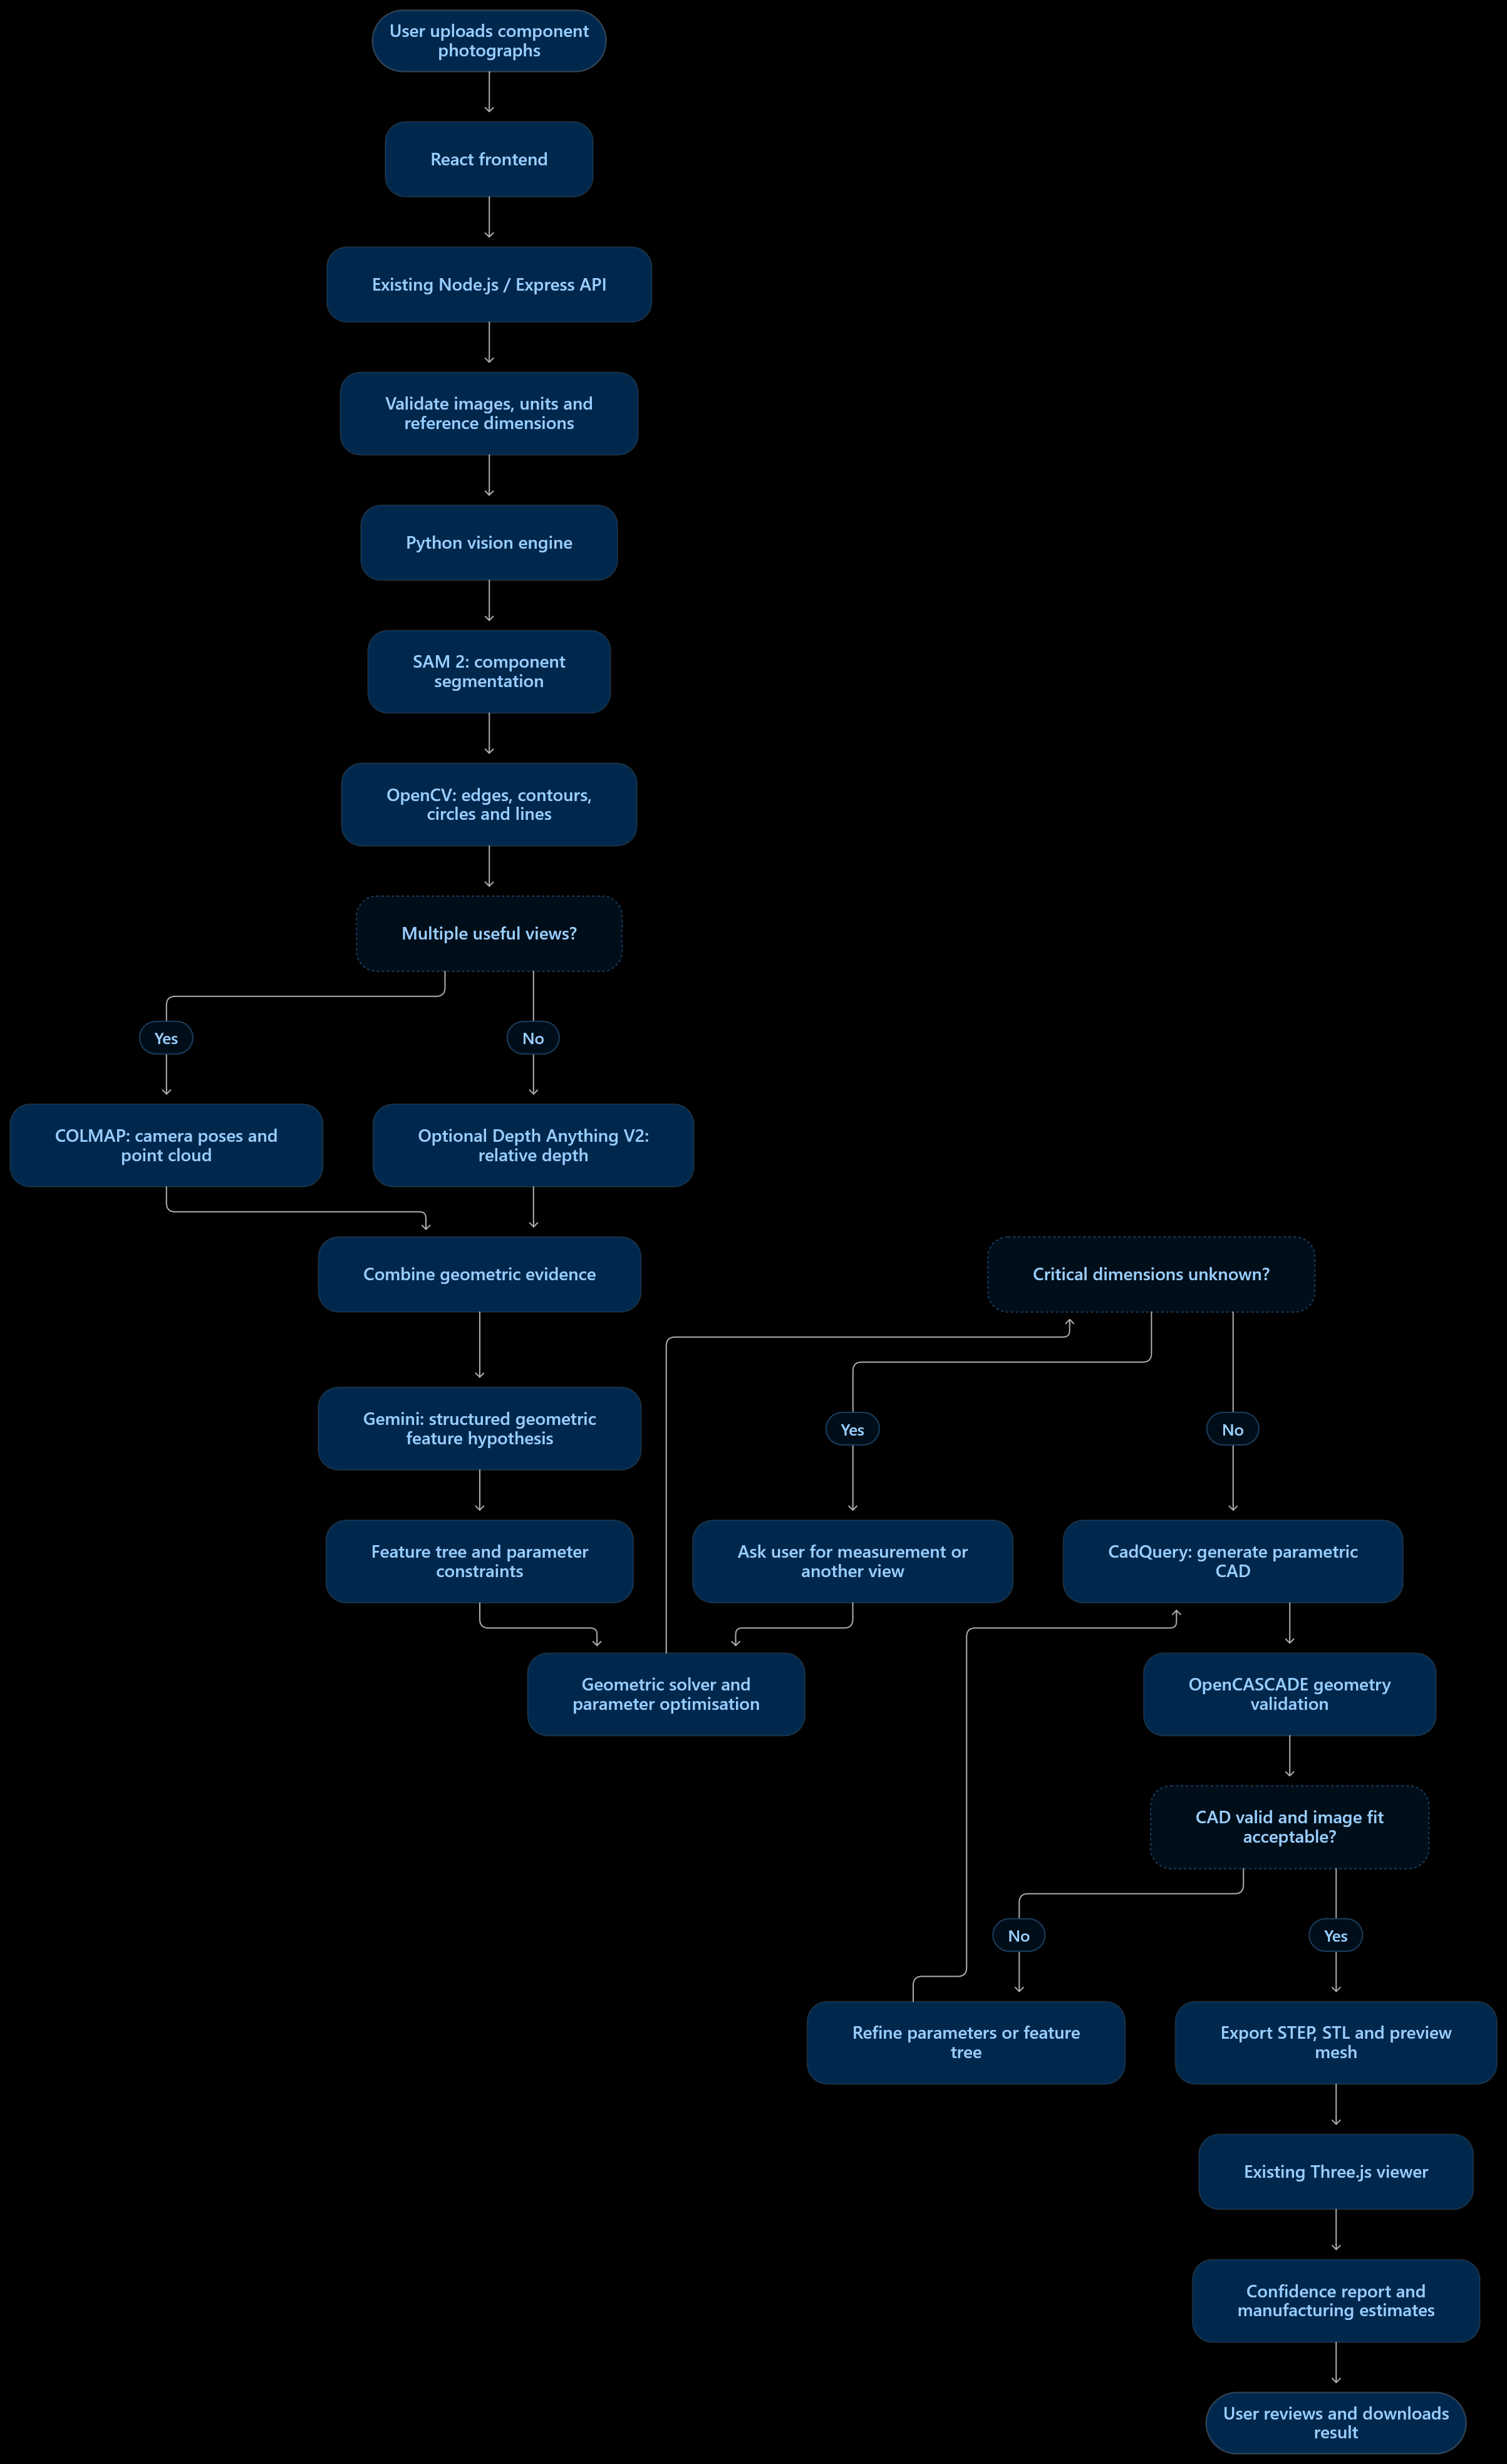 User uploads component
photographs
React frontend
Existing Node.js / Express API
Validate images, units and
reference dimensions
Python vision engine
SAM 2: component
segmentation
OpenCV: edges, contours,
circles and lines
Multiple useful views?
Yes
No
COLMAP: camera poses and
point cloud
Optional Depth Anything V2:
relative depth
Combine geometric evidence
Critical dimensions unknown?
Gemini: structured geometric
feature hypothesis
Yes
No
Feature tree and parameter
constraints
Ask user for measurement or
another view
CadQuery: generate parametric
CAD
Geometric solver and
parameter optimisation
OpenCASCADE geometry
validation
CAD valid and image fit
acceptable?
No
Yes
Refine parameters or feature
tree
Export STEP, STL and preview
mesh
Existing Three.js viewer
Confidence report and
manufacturing estimates
User reviews and downloads
result